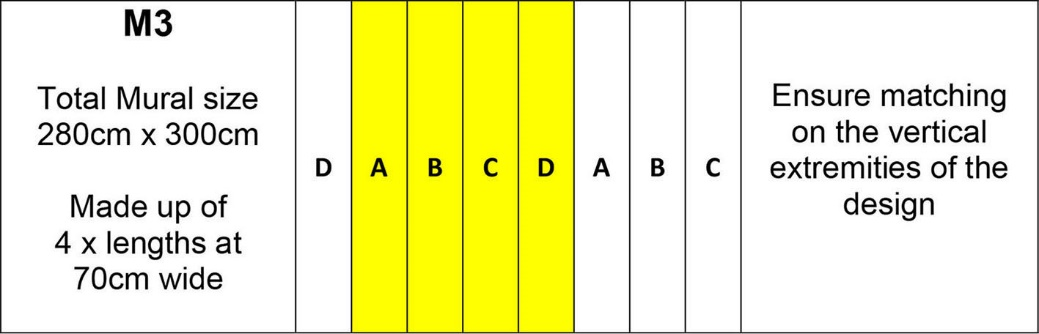 M3
Total Mural size
280cm x 300cm
Made up of
4 x lengths at
70cm wide
D A B C D A B C
Ensure matching
on the vertical
extremities of the
design